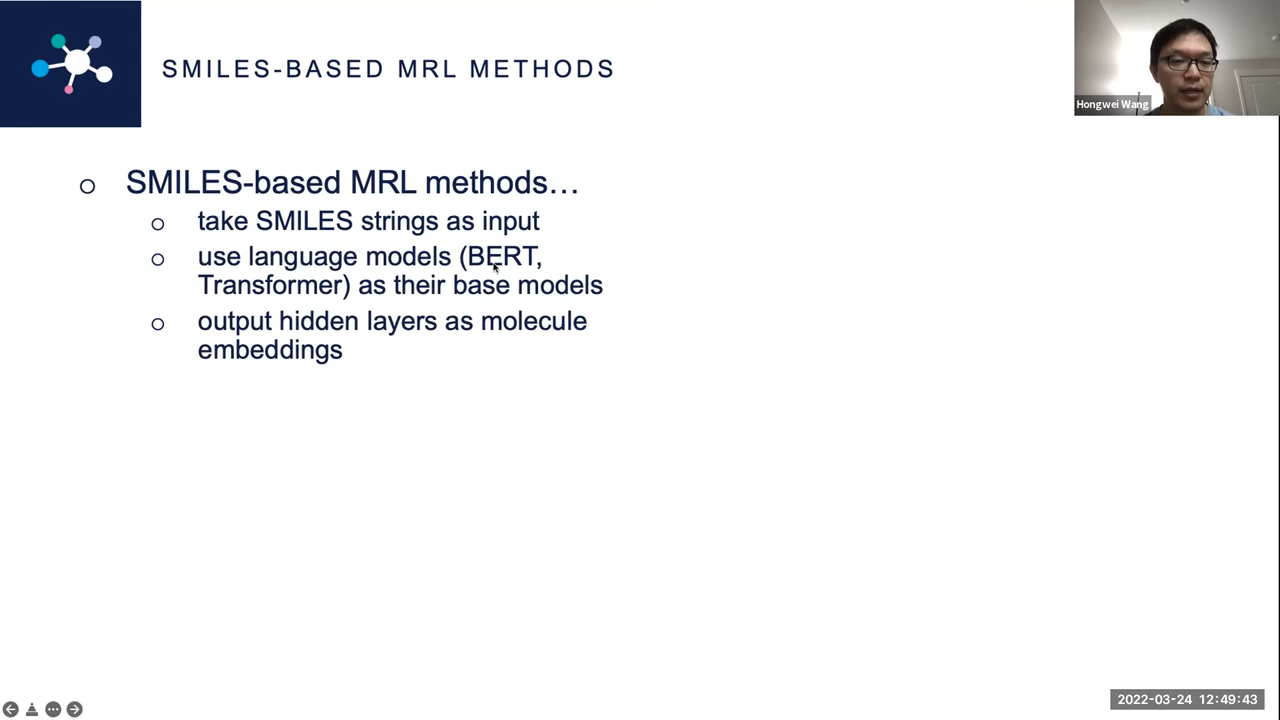 SMILES-BASED MRL METHODS
Hongwei Wang
SMILES-based MRL methods…
take SMILES strings as input
use language models (BERT,
Transformer) as their base models
output hidden layers as molecule
embeddings
2022-03-24 12:49:43